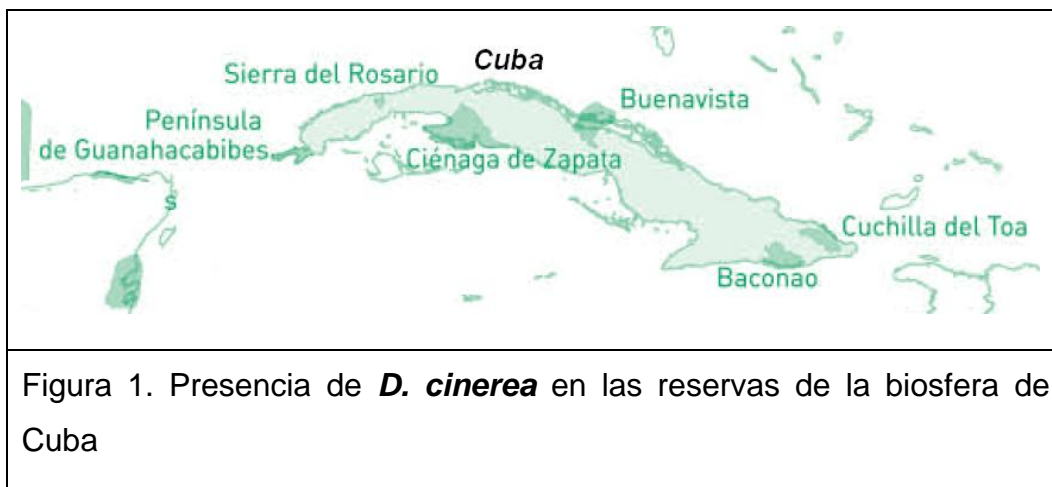 Cuba
Sierra del Rosario
Buenavista
Península
de Guanahacabibes
Ciénaga de Zapata
Cuchilla del Toa
Baconao
s
Figura 1. Presencia de D. cinerea en las reservas de la biosfera de
Cuba